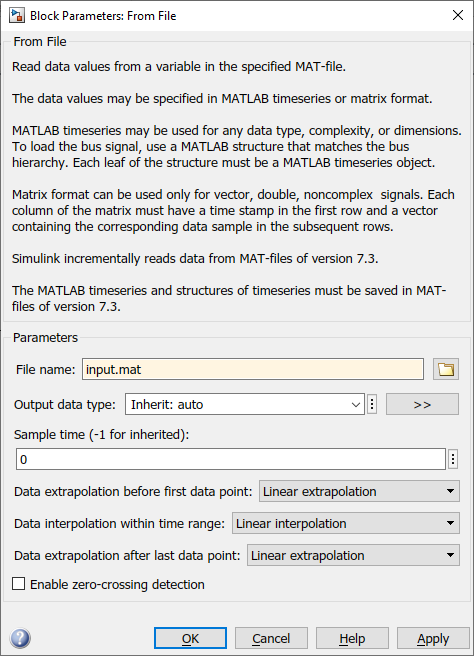 Block Parameters: From File
From File
Read data values from a variable in the specified MAT-file.
The data values may be specified in MATLAB timeseries or matrix format.
MATLAB timeseries may be used for any data type, complexity, or dimensions.
To load the bus signal, use a MATLAB structure that matches the bus
hierarchy. Each leaf of the structure must be a MATLAB timeseries object.
Matrix format can be used only for vector, double, noncomplex  signals. Each
column of the matrix must have a time stamp in the first row and a vector
containing the corresponding data sample in the subsequent rows.
Simulink incrementally reads data from MAT-files of version 7.3.
The MATLAB timeseries and structures of timeseries must be saved in MAT-
files of version 7.3.
Parameters
File name: input.mat
Output data type: Inherit: auto >>
Sample time (-1 for inherited):
0
Data extrapolation before first data point: Linear extrapolation
Data interpolation within time range: Linear interpolation
Data extrapolation after last data point: Linear extrapolation
Enable zero-crossing detection
? OK Cancel Help Apply